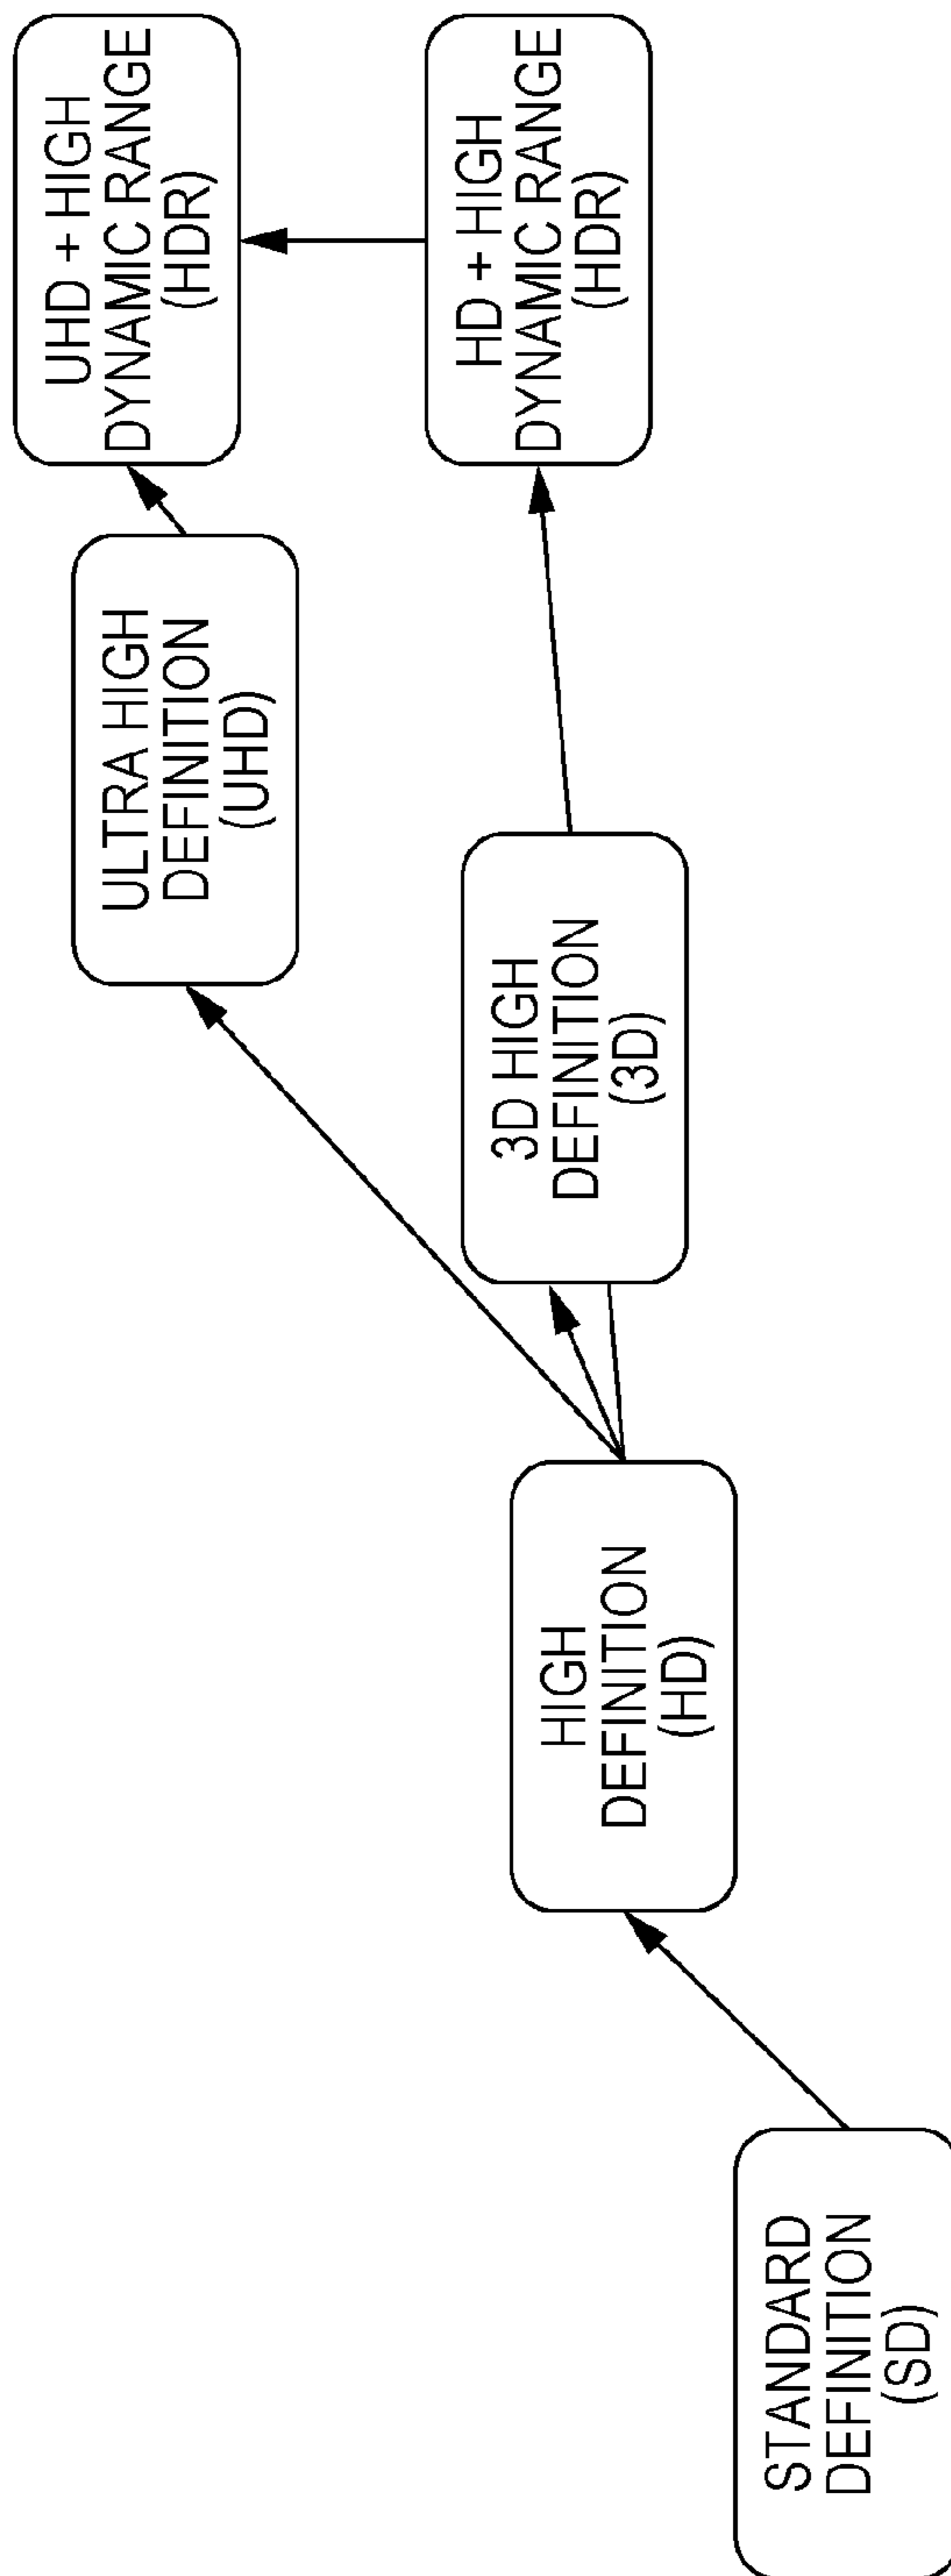 STANDARD
DEFINITION
(SD)
HIGH
DEFINITION
(HD)
3D HIGH
DEFINITION
(3D)
ULTRA HIGH
DEFINITION
(UHD)
UHD + HIGH
DYNAMIC RANGE
(HDR)
HD + HIGH
DYNAMIC RANGE
(HDR)